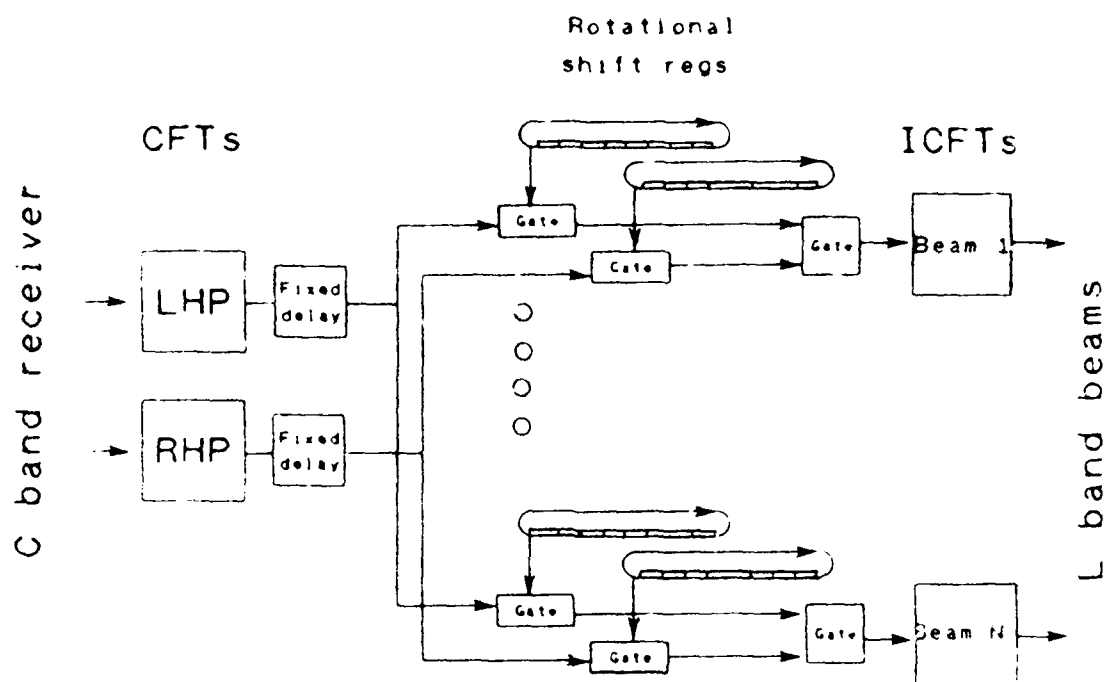 Rotational
shift regs
CFTs
ICFTs
C band receiver
LHP
Fixed
delay
RHP
Fixed
delay
Gate
Gate
Gate
Beam 1
Gate
Gate
Gate
Beam N
L band beams